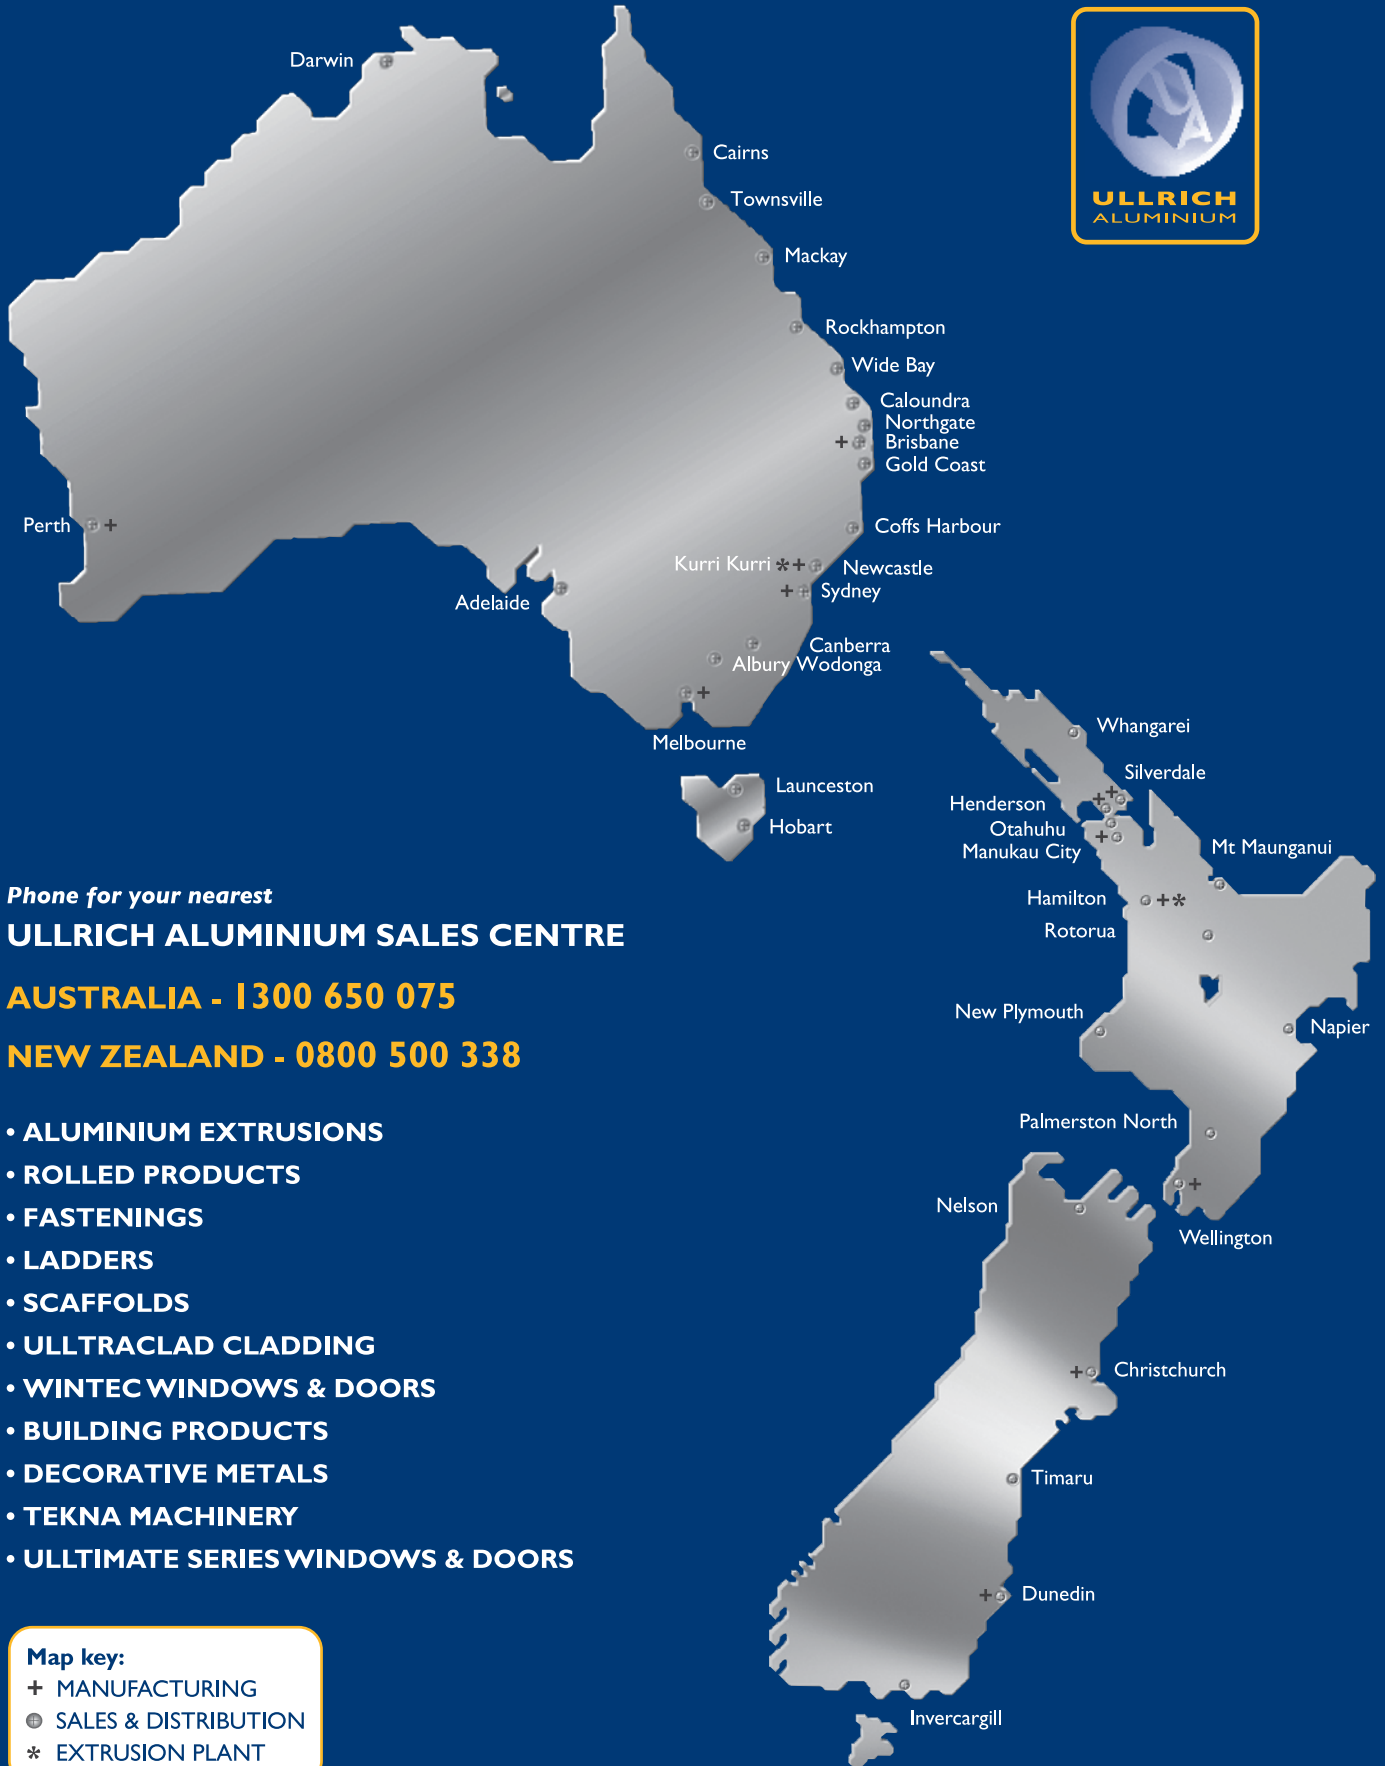 Darwin
Cairns
Townsville
Mackay
Rockhampton
Wide Bay
Caloundra
Northgate
+ Brisbane
Gold Coast
Perth +
Coffs Harbour
Kurri Kurri *+ Newcastle
+ Sydney
Adelaide
Canberra
Albury Wodonga
+
Melbourne
Launceston
Hobart
UA
ULLRICH
ALUMINIUM
Whangarei
Silverdale
Henderson
Otahuhu
Manukau City
Mt Maunganui
Hamilton +*
Rotorua
New Plymouth
Napier
Palmerston North
Nelson
Wellington
+ Christchurch
Timaru
+ Dunedin
Invercargill
Phone for your nearest
ULLRICH ALUMINIUM SALES CENTRE
AUSTRALIA - 1300 650 075
NEW ZEALAND - 0800 500 338
• ALUMINIUM EXTRUSIONS
• ROLLED PRODUCTS
• FASTENINGS
• LADDERS
• SCAFFOLDS
• ULLTRACLAD CLADDING
• WINTEC WINDOWS & DOORS
• BUILDING PRODUCTS
• DECORATIVE METALS
• TEKNA MACHINERY
• ULLTIMATE SERIES WINDOWS & DOORS
Map key:
+ MANUFACTURING
SALES & DISTRIBUTION
* EXTRUSION PLANT